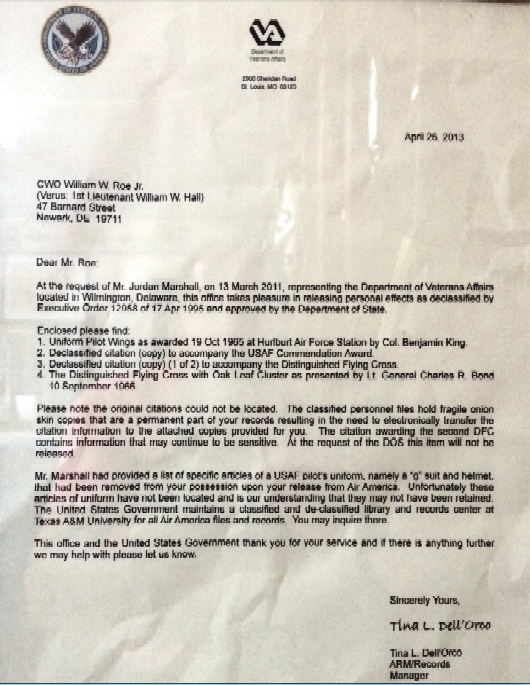 VA
Department of
Veterans Affairs
2900 Sheridan Road
St. Louis, MO 63125
April 26, 2013
CWO William W. Roe Jr.
(Verus: 1st Lieutenant William W. Hall)
47 Barnard Street
Newark, DE 19711
Dear Mr. Roe:
At the request of Mr. Jordan Marshall, on 13 March 2011, representing the Department of Veterans Affairs
located in Wilmington, Delaware, this office takes pleasure in releasing personal effects as declassified by
Executive Order 12958 of 17 Apr 1995 and approved by the Department of State.
Enclosed please find:
1. Uniform Pilot Wings as awarded 19 Oct 1965 at Hurlburt Air Force Station by Col. Benjamin King.
2. Declassified citation (copy) to accompany the USAF Commendation Award.
3. Declassified citation (copy) (1 of 2) to accompany the Distinguished Flying Cross.
4. The Distinguished Flying Cross with Oak Leaf Cluster as presented by Lt. General Charles R. Bond
10 September 1966.
Please note the original citations could not be located. The classified personnel files hold fragile onion
skin copies that are a permanent part of your records resulting in the need to electronically transfer the
citation information to the attached copies provided for you. The citation awarding the second DFC
contains information that may continue to be sensitive. At the request of the DOS this item will not be
released.
Mr. Marshall had provided a list of specific articles of a USAF pilot's uniform, namely a "g" suit and helmet,
that had been removed from your possession upon your release from Air America. Unfortunately these
articles of uniform have not been located and is our understanding that they may not have been retained.
The United States Government maintains a classified and de-classified library and records center at
Texas A&M University for all Air America files and records. You may inquire there.
This office and the United States Government thank you for your service and if there is anything further
we may help with please let us know.
Sincerely Yours,
Tina L. Dell'Orco
Tina L. Dell'Orco
ARM/Records
Manager